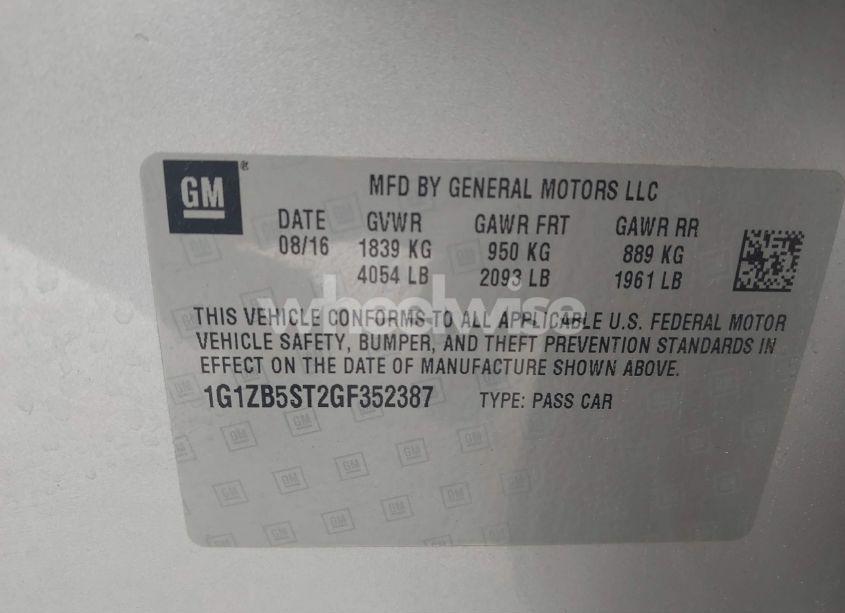 GM ®
MFD BY GENERAL MOTORS LLC
DATE GVWR GAWR FRT GAWR RR
08/16 1839 KG 950 KG 889 KG
4054 LB 2093 LB 1961 LB
wheelwise
THIS VEHICLE CONFORMS TO ALL APPLICABLE U.S. FEDERAL MOTOR
VEHICLE SAFETY, BUMPER, AND THEFT PREVENTION STANDARDS IN
EFFECT ON THE DATE OF MANUFACTURE SHOWN ABOVE.
1G1ZB5ST2GF352387 TYPE: PASS CAR